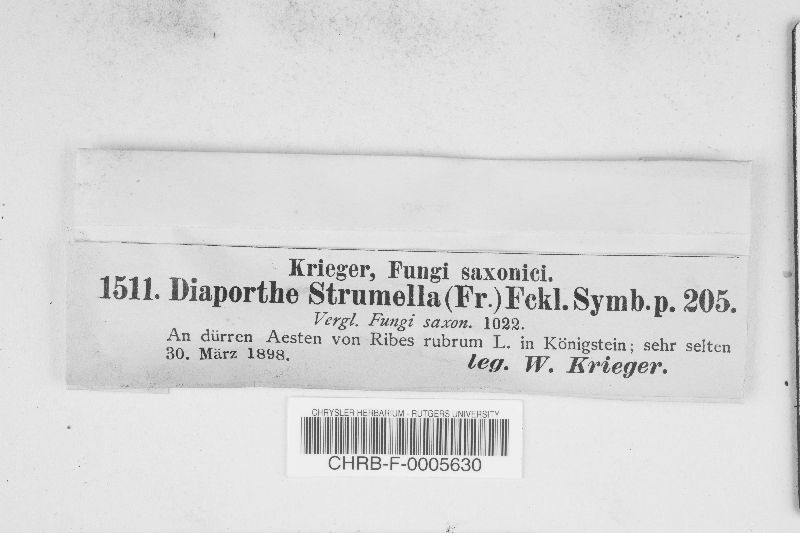 Krieger, Fungi saxonici.
1511. Diaporthe Strumella (Fr.) Fckl. Symb. p. 205.
Vergl. Fungi saxon. 1022.
An dürren Aesten von Ribes rubrum L. in Königstein; sehr selten
30. März 1898.
leg. W. Krieger.
CHRYSLER HERBARIUM - RUTGERS UNIVERSITY
CHRB-F-0005630